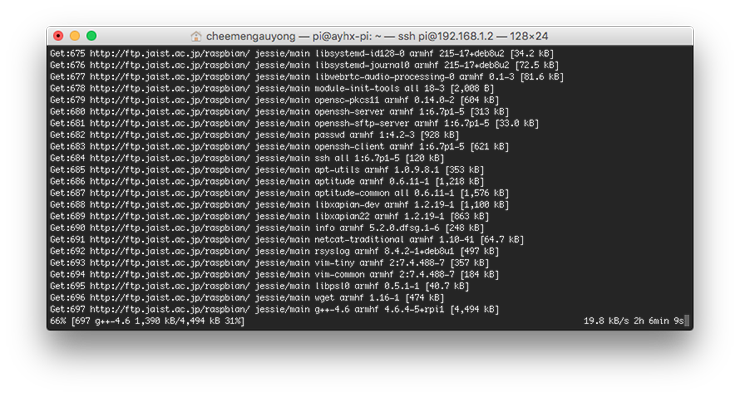 cheemengauyong — pi@ayhx-pi: ~ — ssh pi@192.168.1.2 — 128×24
Get:675 http://ftp.jaist.ac.jp/raspbian/ jessie/main libsystemd-id128-0 armhf 215-17+deb8u2 [34.2 kB]
Get:676 http://ftp.jaist.ac.jp/raspbian/ jessie/main libsystemd-journal0 armhf 215-17+deb8u2 [72.5 kB]
Get:677 http://ftp.jaist.ac.jp/raspbian/ jessie/main libwebrtc-audio-processing-0 armhf 0.1-3 [81.6 kB]
Get:678 http://ftp.jaist.ac.jp/raspbian/ jessie/main module-init-tools all 18-3 [2,008 B]
Get:679 http://ftp.jaist.ac.jp/raspbian/ jessie/main opensc-pkcs11 armhf 0.14.0-2 [604 kB]
Get:680 http://ftp.jaist.ac.jp/raspbian/ jessie/main openssh-server armhf 1:6.7p1-5 [313 kB]
Get:681 http://ftp.jaist.ac.jp/raspbian/ jessie/main openssh-sftp-server armhf 1:6.7p1-5 [33.0 kB]
Get:682 http://ftp.jaist.ac.jp/raspbian/ jessie/main passwd armhf 1:4.2-3 [928 kB]
Get:683 http://ftp.jaist.ac.jp/raspbian/ jessie/main openssh-client armhf 1:6.7p1-5 [621 kB]
Get:684 http://ftp.jaist.ac.jp/raspbian/ jessie/main ssh all 1:6.7p1-5 [120 kB]
Get:685 http://ftp.jaist.ac.jp/raspbian/ jessie/main apt-utils armhf 1.0.9.8.1 [353 kB]
Get:686 http://ftp.jaist.ac.jp/raspbian/ jessie/main aptitude armhf 0.6.11-1 [1,218 kB]
Get:687 http://ftp.jaist.ac.jp/raspbian/ jessie/main aptitude-common all 0.6.11-1 [1,576 kB]
Get:688 http://ftp.jaist.ac.jp/raspbian/ jessie/main libxapian-dev armhf 1.2.19-1 [1,100 kB]
Get:689 http://ftp.jaist.ac.jp/raspbian/ jessie/main libxapian22 armhf 1.2.19-1 [863 kB]
Get:690 http://ftp.jaist.ac.jp/raspbian/ jessie/main info armhf 5.2.0.dfsg.1-6 [248 kB]
Get:691 http://ftp.jaist.ac.jp/raspbian/ jessie/main netcat-traditional armhf 1.10-41 [64.7 kB]
Get:692 http://ftp.jaist.ac.jp/raspbian/ jessie/main rsyslog armhf 8.4.2-1+deb8u1 [497 kB]
Get:693 http://ftp.jaist.ac.jp/raspbian/ jessie/main vim-tiny armhf 2:7.4.488-7 [357 kB]
Get:694 http://ftp.jaist.ac.jp/raspbian/ jessie/main vim-common armhf 2:7.4.488-7 [184 kB]
Get:695 http://ftp.jaist.ac.jp/raspbian/ jessie/main libpsl0 armhf 0.5.1-1 [40.7 kB]
Get:696 http://ftp.jaist.ac.jp/raspbian/ jessie/main wget armhf 1.16-1 [474 kB]
Get:697 http://ftp.jaist.ac.jp/raspbian/ jessie/main g++-4.6 armhf 4.6.4-5+rpi1 [4,494 kB]
66% [697 g++-4.6 1,390 kB/4,494 kB 31%] 19.8 kB/s 2h 6min 9s